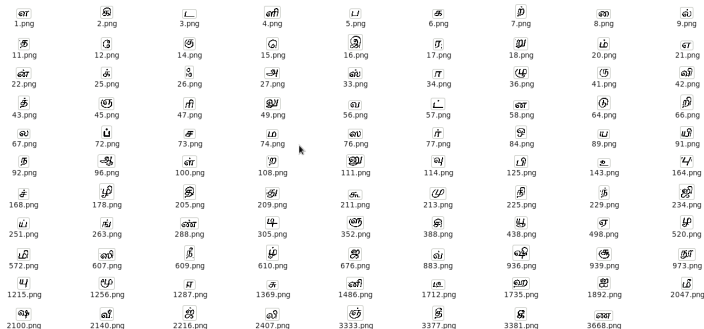 ள கி ட ளி ப க ற் டை ல்
1.png 2.png 3.png 4.png 5.png 6.png 7.png 8.png 9.png
த கு இ ர று ம் எ
11.png 12.png 14.png 15.png 16.png 17.png 18.png 20.png 21.png
ன் க் ஃ அ ஸ் ா ழு ரு வி
22.png 25.png 26.png 27.png 33.png 34.png 36.png 41.png 42.png
த் ஞ ரி லு வ ட் ன டு றி
43.png 45.png 47.png 49.png 56.png 57.png 58.png 64.png 66.png
ல ப் ச ம ஸ ர் ஒ ய யி
67.png 72.png 73.png 74.png 76.png 77.png 84.png 89.png 91.png
ந ஆ ள் ற னு வு பி உ
92.png 96.png 100.png 108.png 111.png 114.png 125.png 143.png 164.png
ச் ழி தி து கூ மு நி ந் ஜி
168.png 178.png 205.png 209.png 211.png 213.png 225.png 229.png 234.png
ய் ங் ண் டி ளு யூ ஏ ழ
251.png 263.png 288.png 305.png 352.png 388.png 438.png 498.png 520.png
மி ஸி நீ ழ் ஜ வ் ஷி சூ நூ
572.png 607.png 609.png 610.png 676.png 883.png 936.png 939.png 973.png
யு மூ ஈ சு னி டீ ஹ ஐ மீ
1215.png 1256.png 1287.png 1369.png 1486.png 1712.png 1735.png 1892.png 2047.png
ஷ வீ ஜ் லி ஞ் தீ கீ ண
2100.png 2140.png 2216.png 2407.png 3333.png 3377.png 3381.png 3668.png